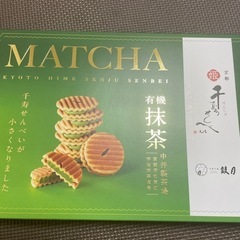 MATCHA
KYOTO HIME SENJU SENBEI
有機
抹茶
千寿せんべいが
小さくなりました
京都
千寿せんべい
鼓月